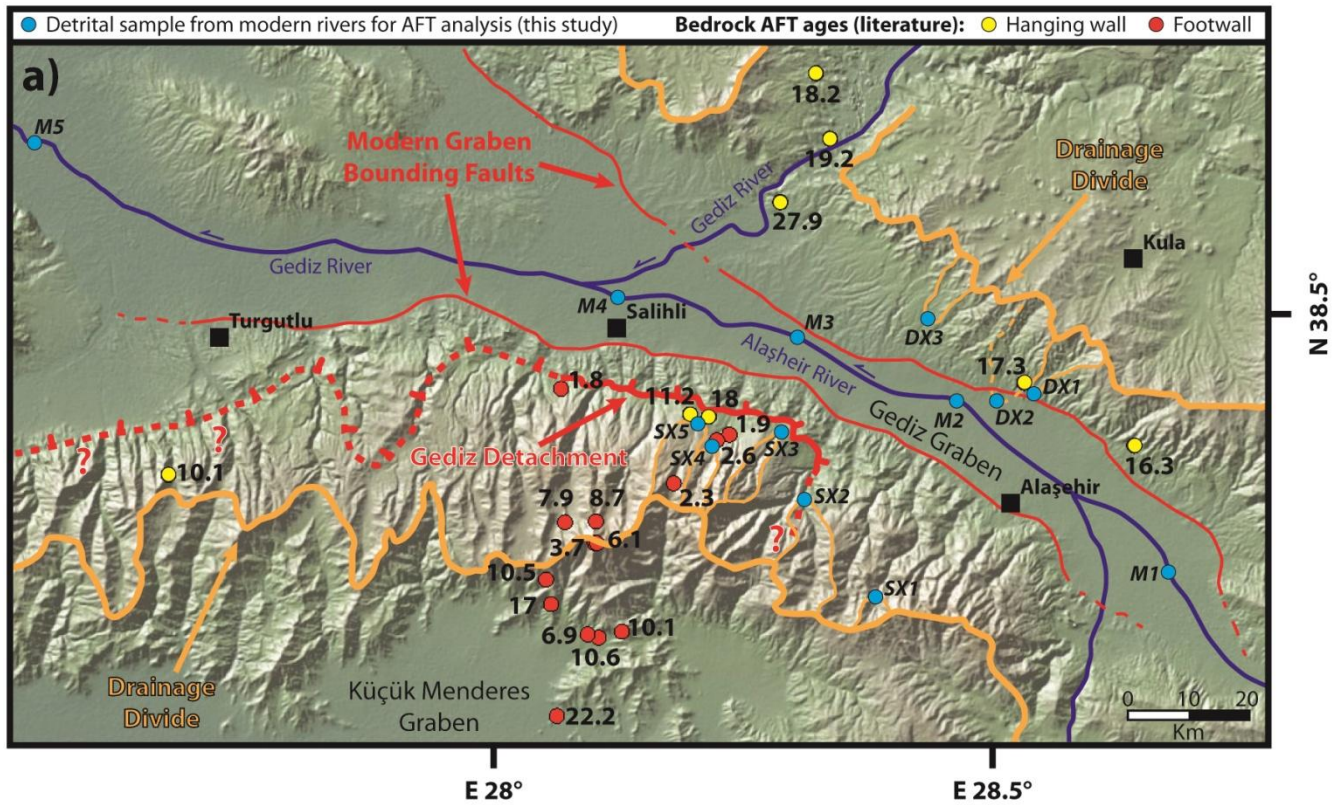 Detrital sample from modern rivers for AFT analysis (this study) Bedrock AFT ages (literature): Hanging wall Footwall
a)
M5
18.2
Modern Graben
Bounding Faults
19.2
Drainage
Divide
27.9
Gediz River
Kula
Gediz River
M4
Salihli
M3
DX3
N 38.5°
Turgutlu
Alaşheir River
17.3
DX1
1.8
11.2
18
M2
DX2
Gediz Graben
SX5
1.9
?
?
Gediz Detachment
SX4
2.6
SX3
16.3
10.1
2.3
Alaşehir
SX2
7.9
8.7
?
3.7
6.1
M1
10.5
SX1
17
6.9
10.1
10.6
Drainage
Divide
Küçük Menderes
Graben
22.2
0 10 20
Km
E 28°
E 28.5°